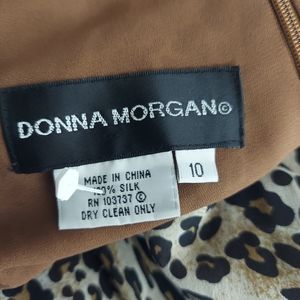 DONNA MORGAN©
10
MADE IN CHINA
% SILK
RN 103737 ©
DRY CLEAN ONLY